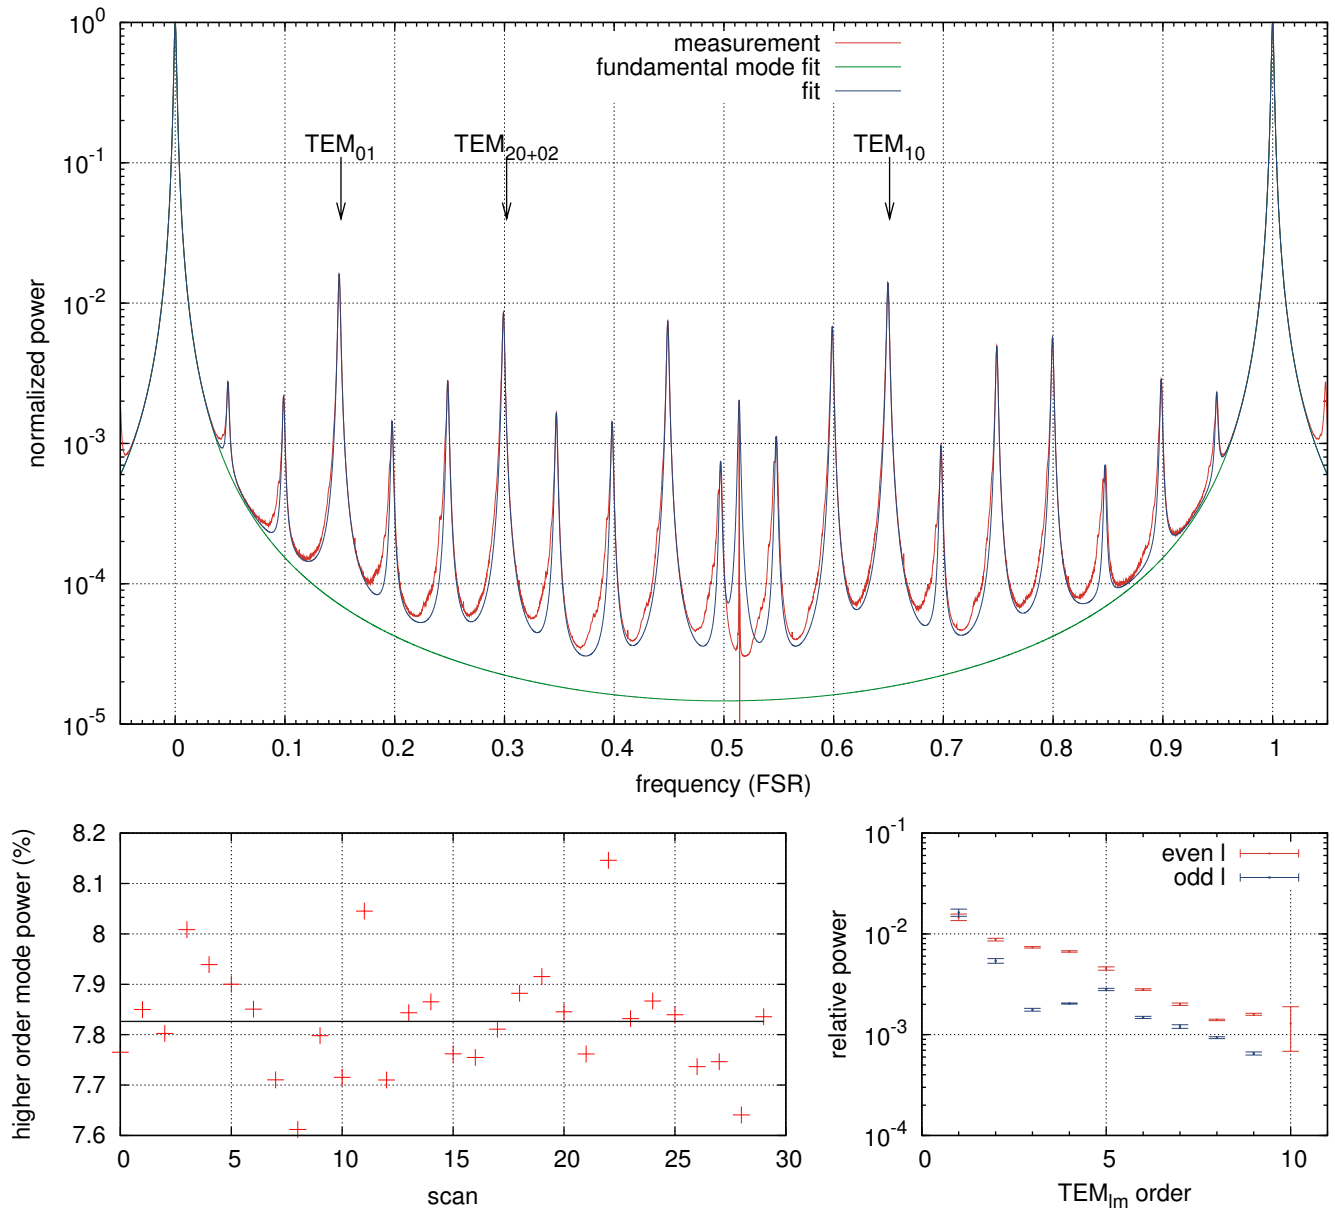 measurement
fundamental mode fit
fit
TEM01
TEM20+02
TEM10
10^0
10^-1
10^-2
10^-3
10^-4
10^-5
normalized power
0 0.1 0.2 0.3 0.4 0.5 0.6 0.7 0.8 0.9 1
frequency (FSR)
8.2
8.1
8
7.9
7.8
7.7
7.6
higher order mode power (%)
0 5 10 15 20 25 30
scan
even l
odd l
10^-1
10^-2
10^-3
10^-4
relative power
0 5 10
TEMlm order